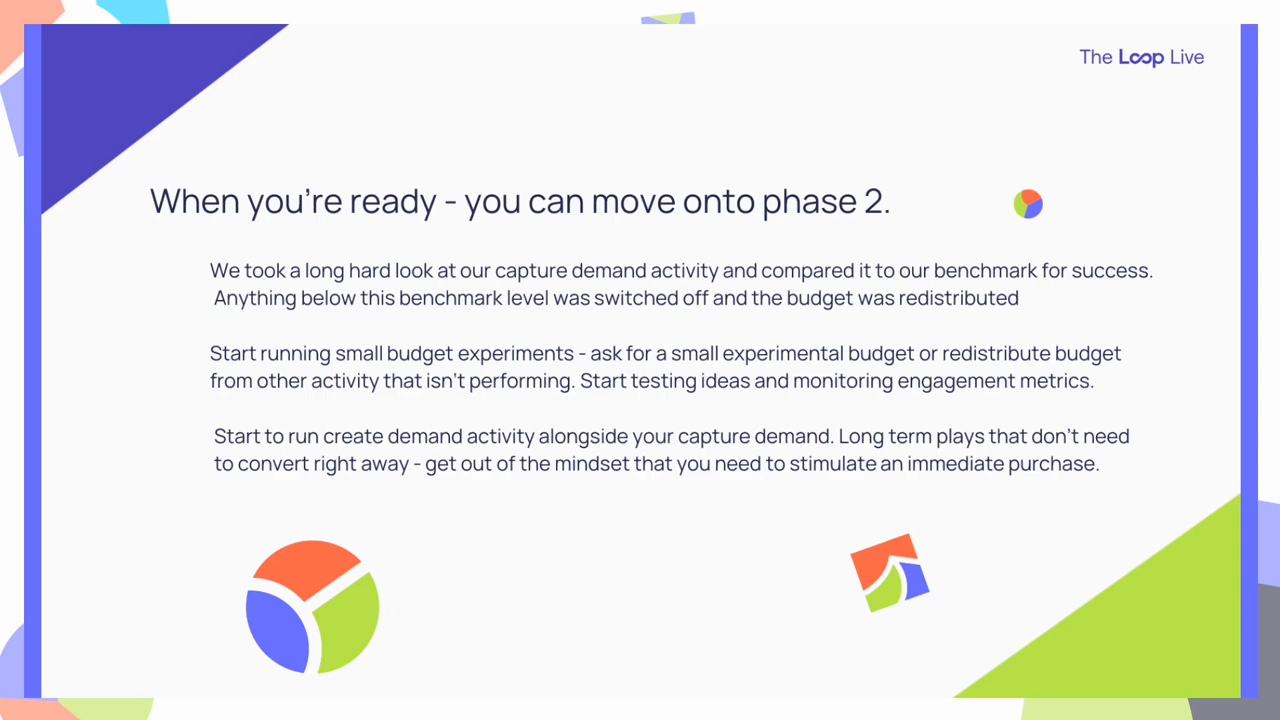 The Loop Live
When you're ready - you can move onto phase 2.
We took a long hard look at our capture demand activity and compared it to our benchmark for success.
Anything below this benchmark level was switched off and the budget was redistributed
Start running small budget experiments - ask for a small experimental budget or redistribute budget
from other activity that isn't performing. Start testing ideas and monitoring engagement metrics.
Start to run create demand activity alongside your capture demand. Long term plays that don't need
to convert right away - get out of the mindset that you need to stimulate an immediate purchase.